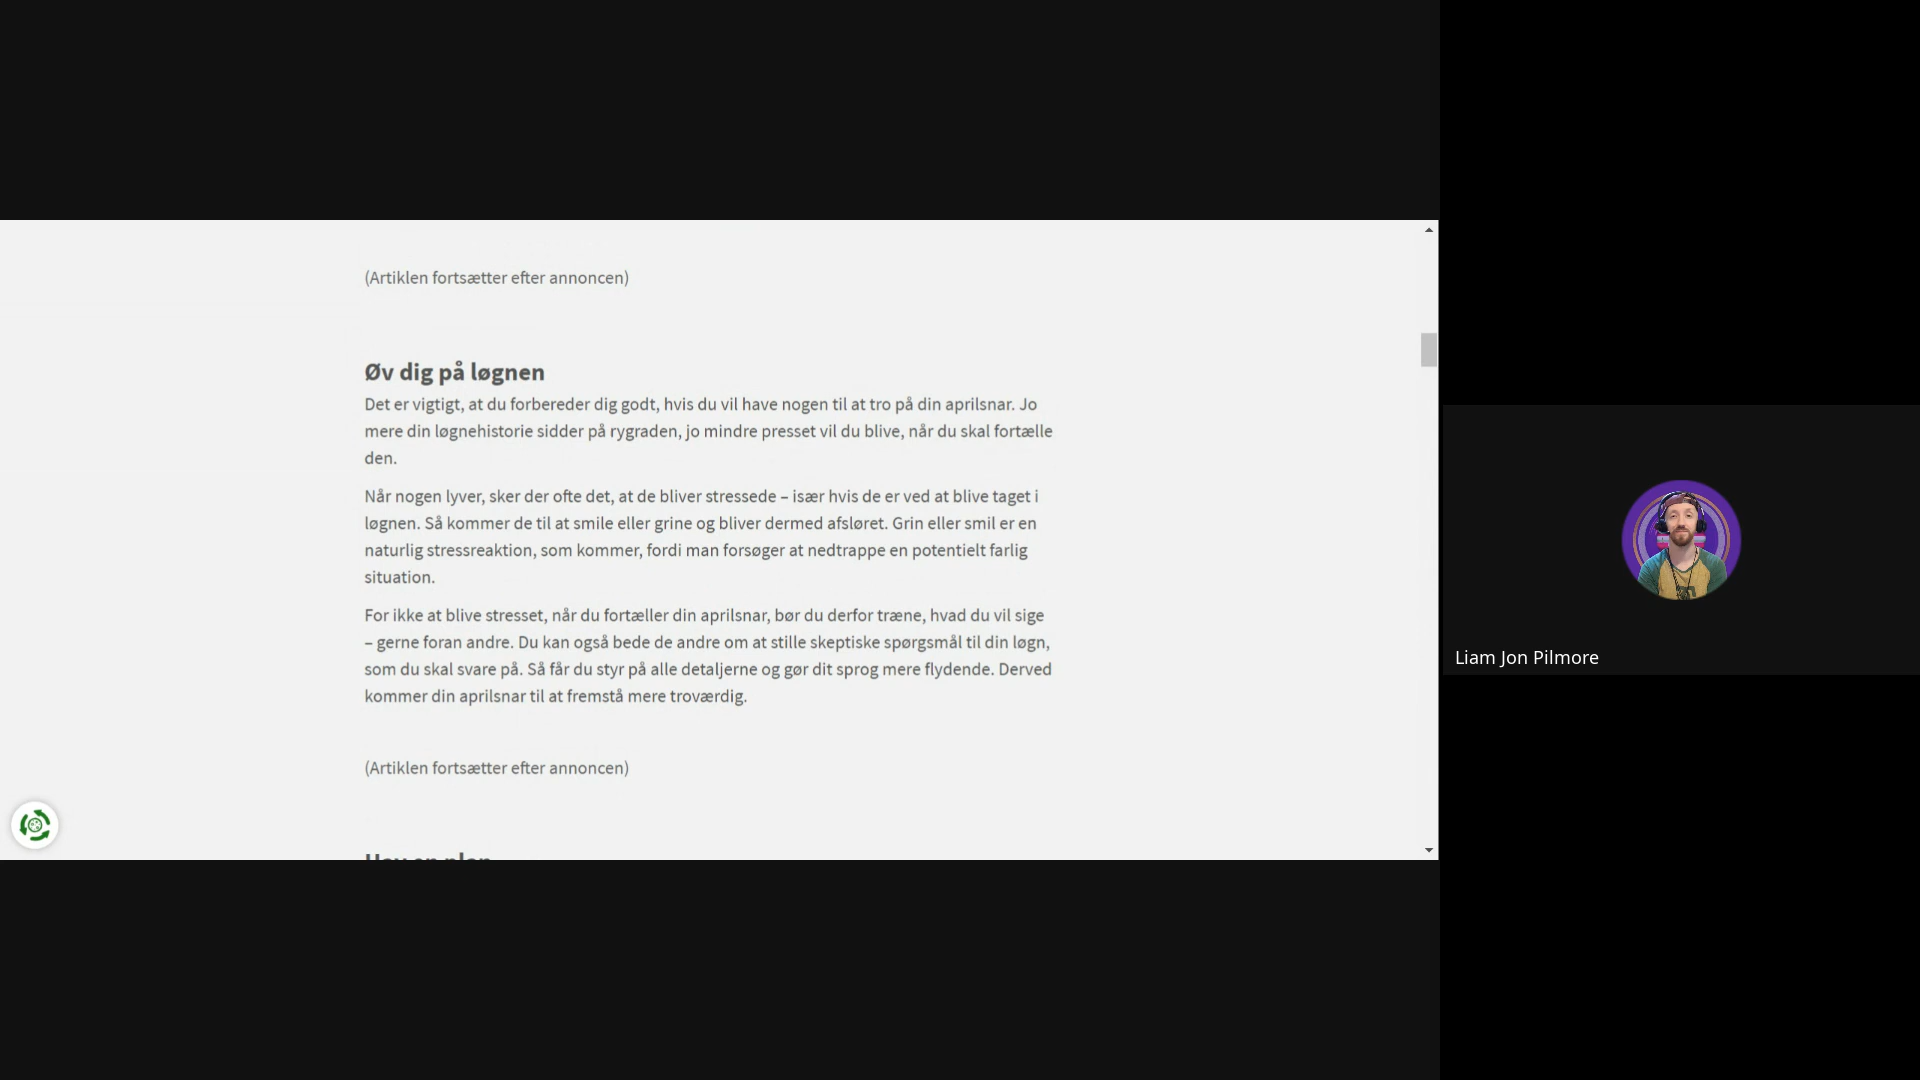 (Artiklen fortsætter efter annoncen)
Øv dig på løgnen
Det er vigtigt, at du forbereder dig godt, hvis du vil have nogen til at tro på din aprilsnar. Jo
mere din løgnehistorie sidder på rygraden, jo mindre presset vil du blive, når du skal fortælle
den.
Når nogen lyver, sker der ofte det, at de bliver stressede – især hvis de er ved at blive taget i
løgnen. Så kommer de til at smile eller grine og bliver dermed afsløret. Grin eller smil er en
naturlig stressreaktion, som kommer, fordi man forsøger at nedtrappe en potentielt farlig
situation.
For ikke at blive stresset, når du fortæller din aprilsnar, bør du derfor træne, hvad du vil sige
– gerne foran andre. Du kan også bede de andre om at stille skeptiske spørgsmål til din løgn,
som du skal svare på. Så får du styr på alle detaljerne og gør dit sprog mere flydende. Derved
kommer din aprilsnar til at fremstå mere troværdig.
(Artiklen fortsætter efter annoncen)
Hav en plan
Liam Jon Pilmore